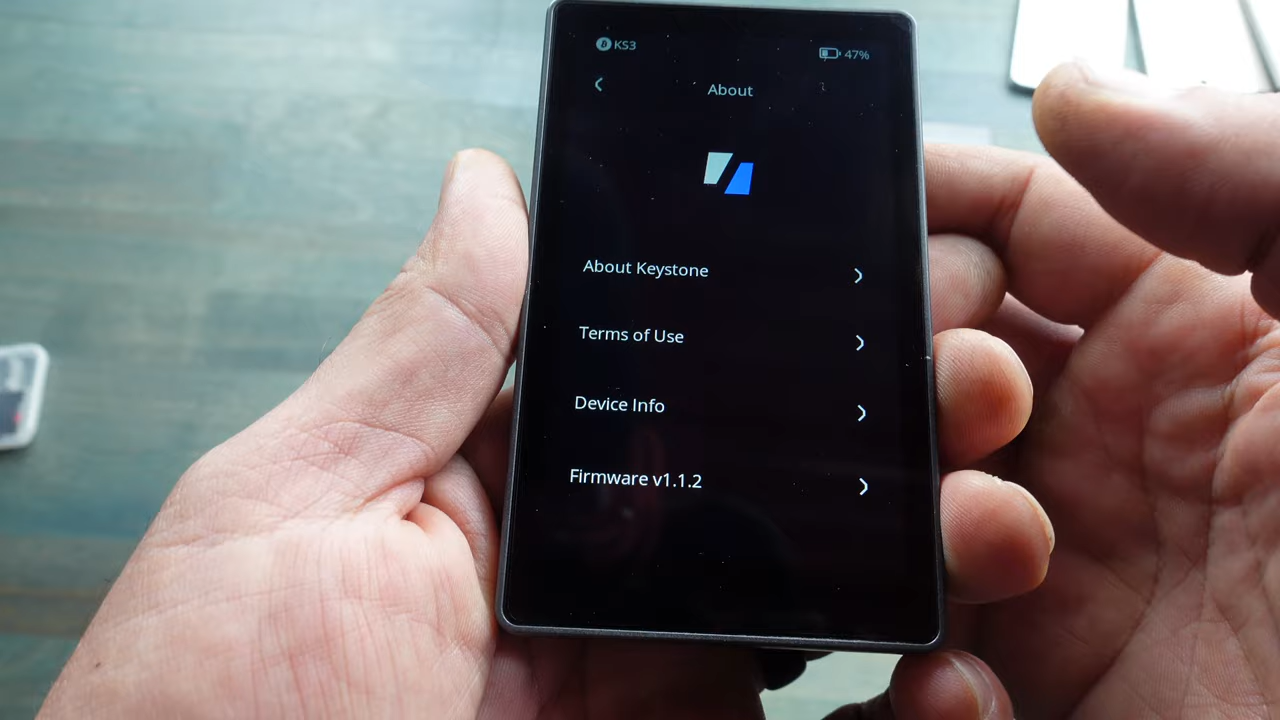 KS3
47%
About
About Keystone
Terms of Use
Device Info
Firmware v1.1.2